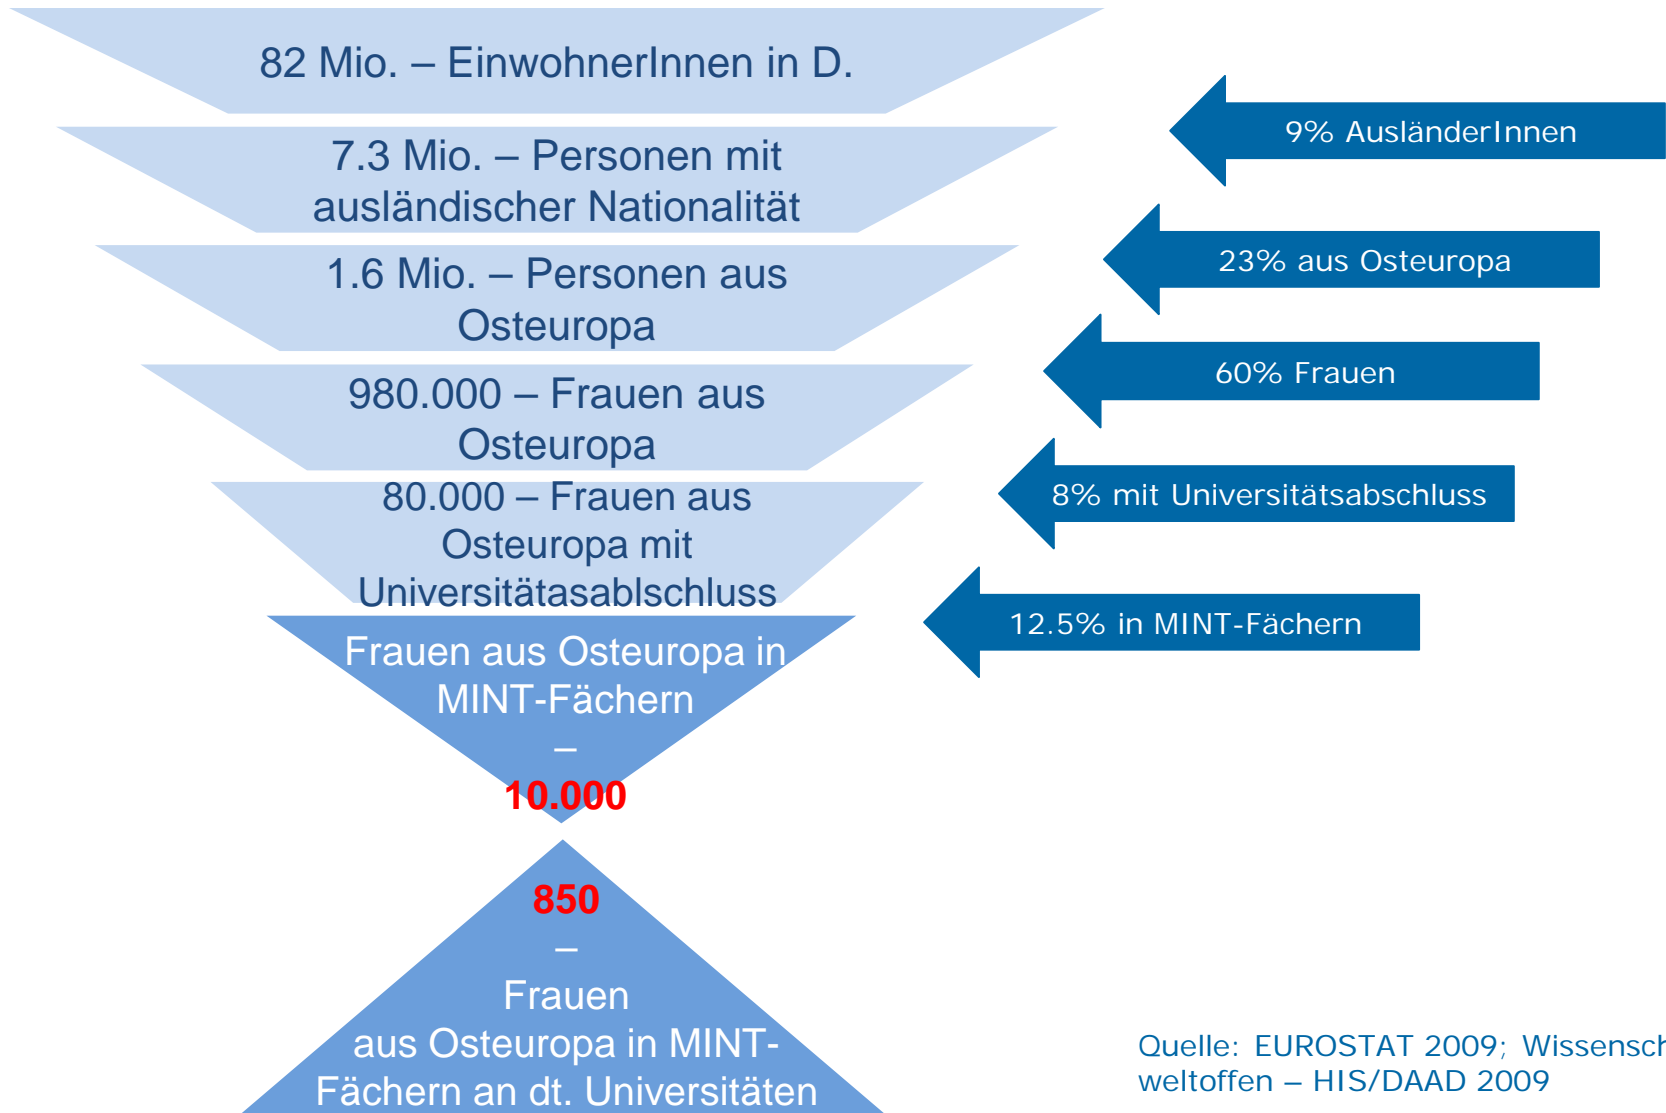 82 Mio. – EinwohnerInnen in D.
9% AusländerInnen
7.3 Mio. – Personen mit
ausländischer Nationalität
23% aus Osteuropa
1.6 Mio. – Personen aus
Osteuropa
60% Frauen
980.000 – Frauen aus
Osteuropa
8% mit Universitätsabschluss
80.000 – Frauen aus
Osteuropa mit
Universitätasablschluss
12.5% in MINT-Fächern
Frauen aus Osteuropa in
MINT-Fächern
–
10.000
850
–
Frauen
aus Osteuropa in MINT-
Fächern an dt. Universitäten
Quelle: EUROSTAT 2009; Wissensch
weltoffen – HIS/DAAD 2009